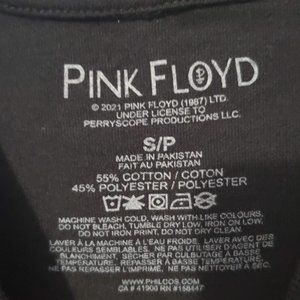 PINK FLOYD
© 2021 PINK FLOYD (1987) LTD.
UNDER LICENSE TO
PERRYSCOPE PRODUCTIONS LLC.
S/P
MADE IN PAKISTAN
FAIT AU PAKISTAN
55% COTTON / COTON
45% POLYESTER / POLYESTER
MACHINE WASH COLD, WASH WITH LIKE COLOURS,
DO NOT BLEACH, TUMBLE DRY LOW, IRON ON LOW,
DO NOT IRON PRINT, DO NOT DRY CLEAN
LAVER À LA MACHINE À L'EAU FROIDE. LAVER AVEC DES
COULEURS SEMBLABLES, NE PAS UTILISER D'AGENT DE
BLANCHIMENT, SÉCHER PAR CULBUTAGE À BASSE
TEMPÉRATURE, REPASSER À BASSE TEMPÉRATURE,
NE PAS REPASSER L'IMPRIMÉ, NE PAS NETTOYER À SEC
WWW.PHILCOS.COM
CA # 41900 RN #158447